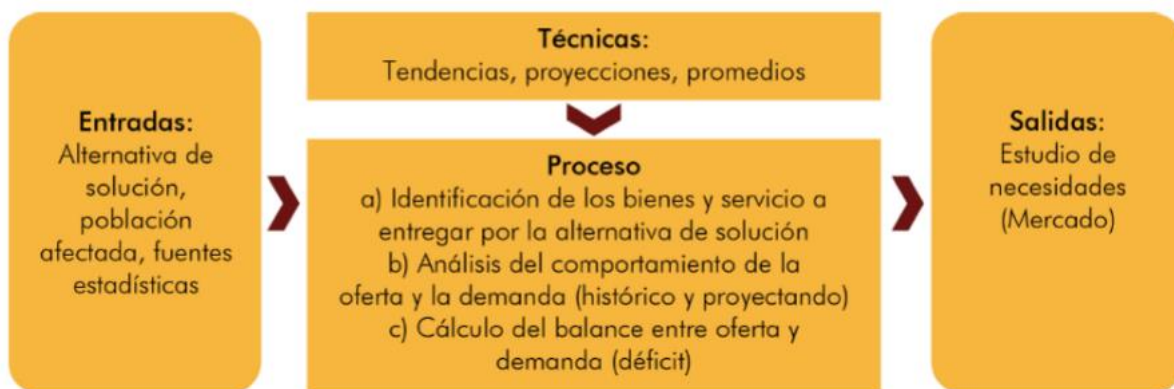 Entradas:
Alternativa de
solución,
población
afectada, fuentes
estadísticas
Técnicas:
Tendencias, proyecciones, promedios
Proceso
a) Identificación de los bienes y servicio a
entregar por la alternativa de solución
b) Análisis del comportamiento de la
oferta y la demanda (histórico y proyectando)
c) Cálculo del balance entre oferta y
demanda (déficit)
Salidas:
Estudio de
necesidades
(Mercado)